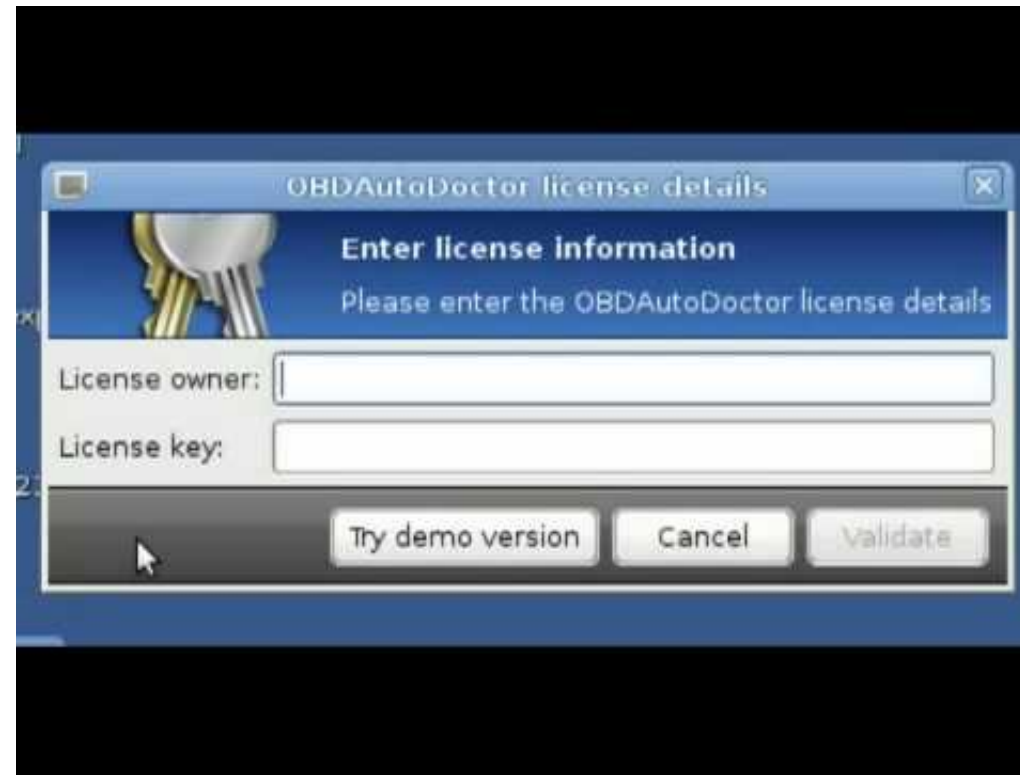 OBDAutoDoctor license details
Enter license information
Please enter the OBDAutoDoctor license details
License owner:
License key:
Try demo version
Cancel
Validate